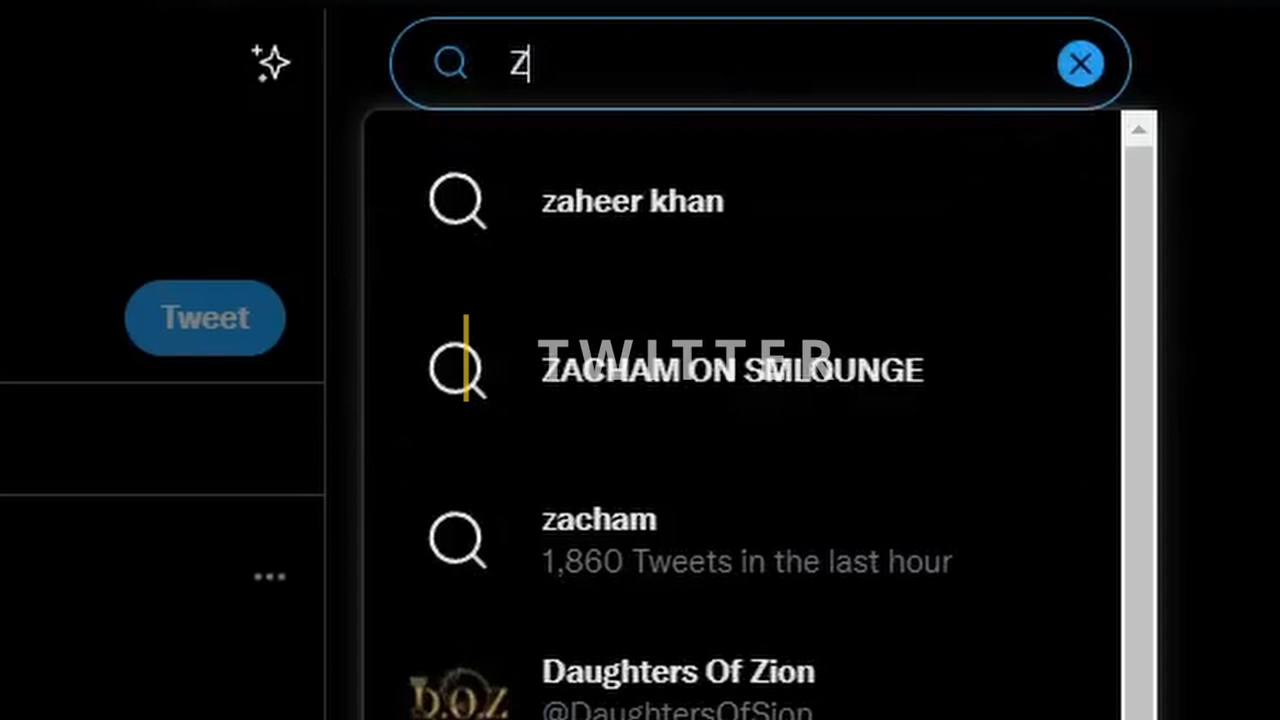 Z
zaheer khan
Tweet
TWITTER
ZACHAM ON SMLOUNGE
zacham
1,860 Tweets in the last hour
Daughters Of Zion
D.O.Z
@DaughtersOfSion